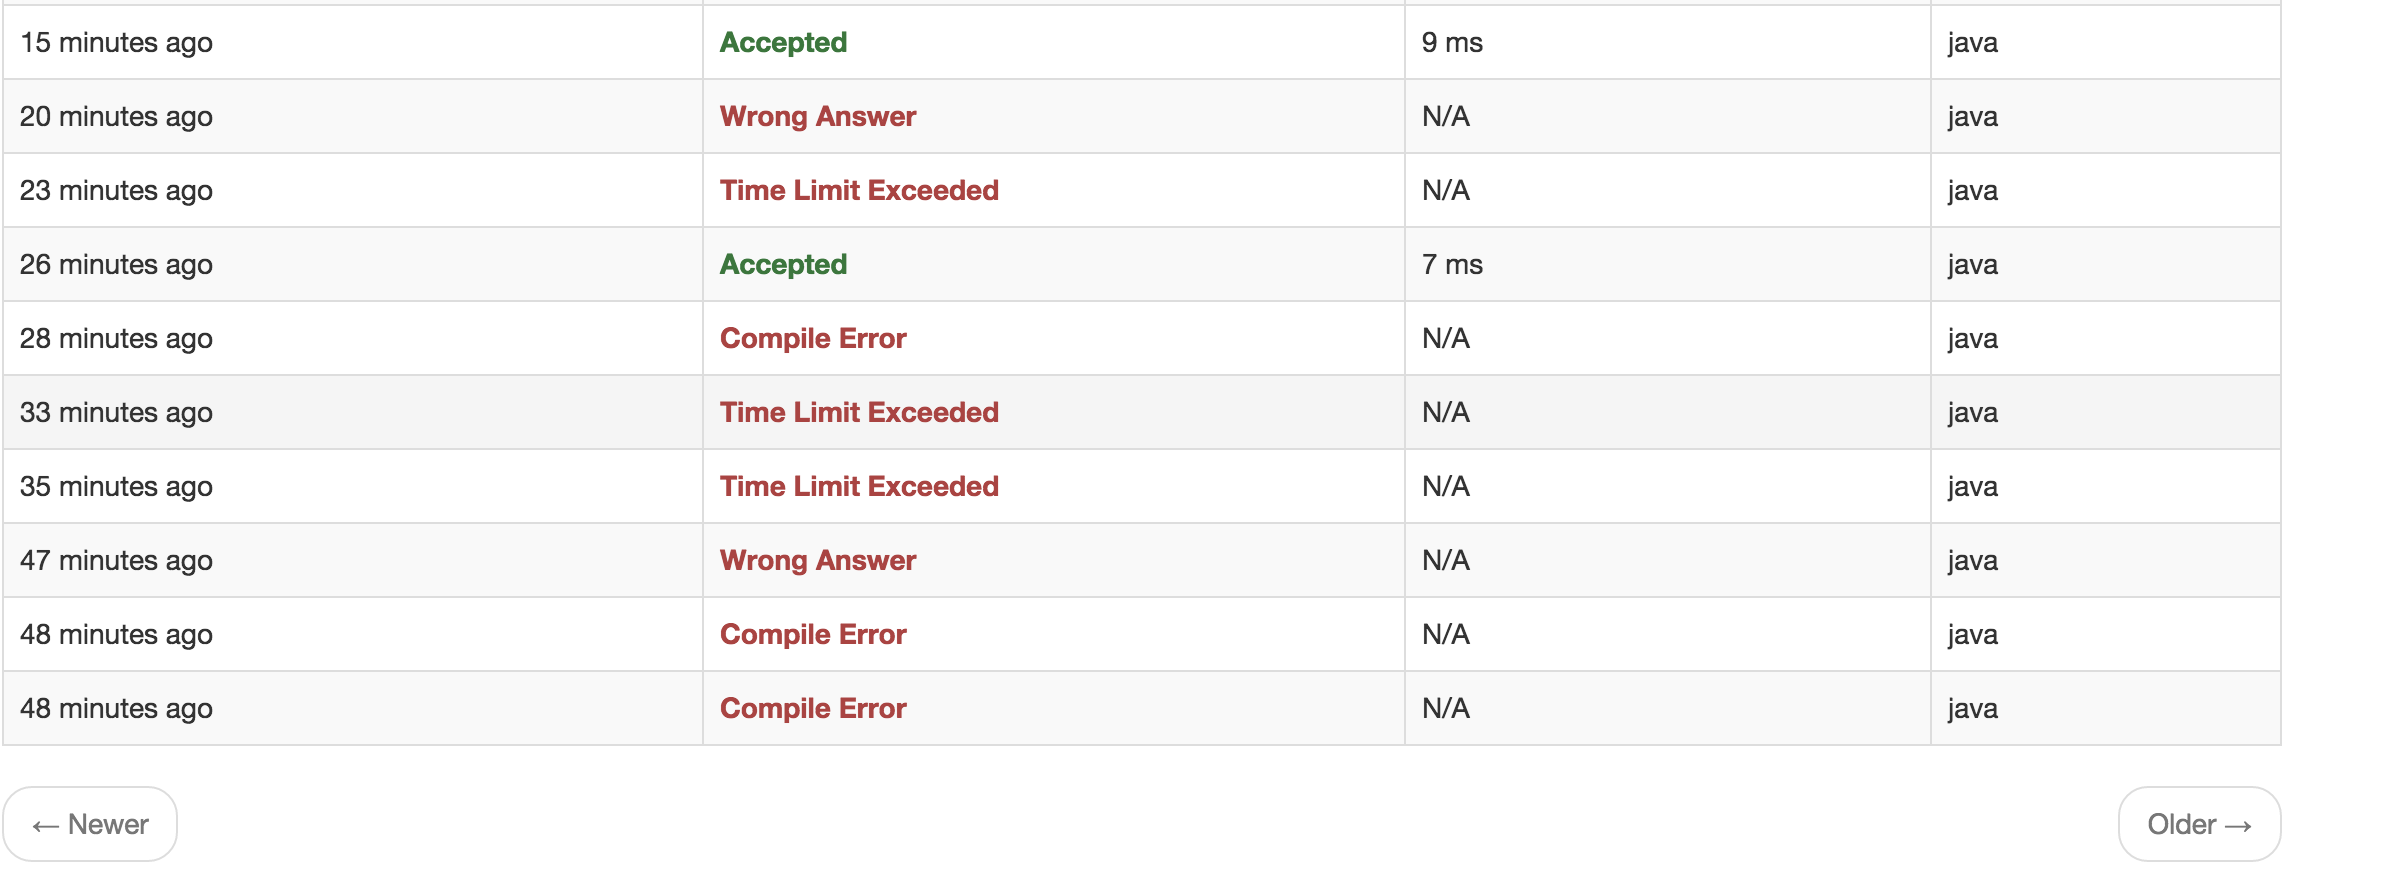 15 minutes ago Accepted 9 ms java
20 minutes ago Wrong Answer N/A java
23 minutes ago Time Limit Exceeded N/A java
26 minutes ago Accepted 7 ms java
28 minutes ago Compile Error N/A java
33 minutes ago Time Limit Exceeded N/A java
35 minutes ago Time Limit Exceeded N/A java
47 minutes ago Wrong Answer N/A java
48 minutes ago Compile Error N/A java
48 minutes ago Compile Error N/A java
← Newer Older →